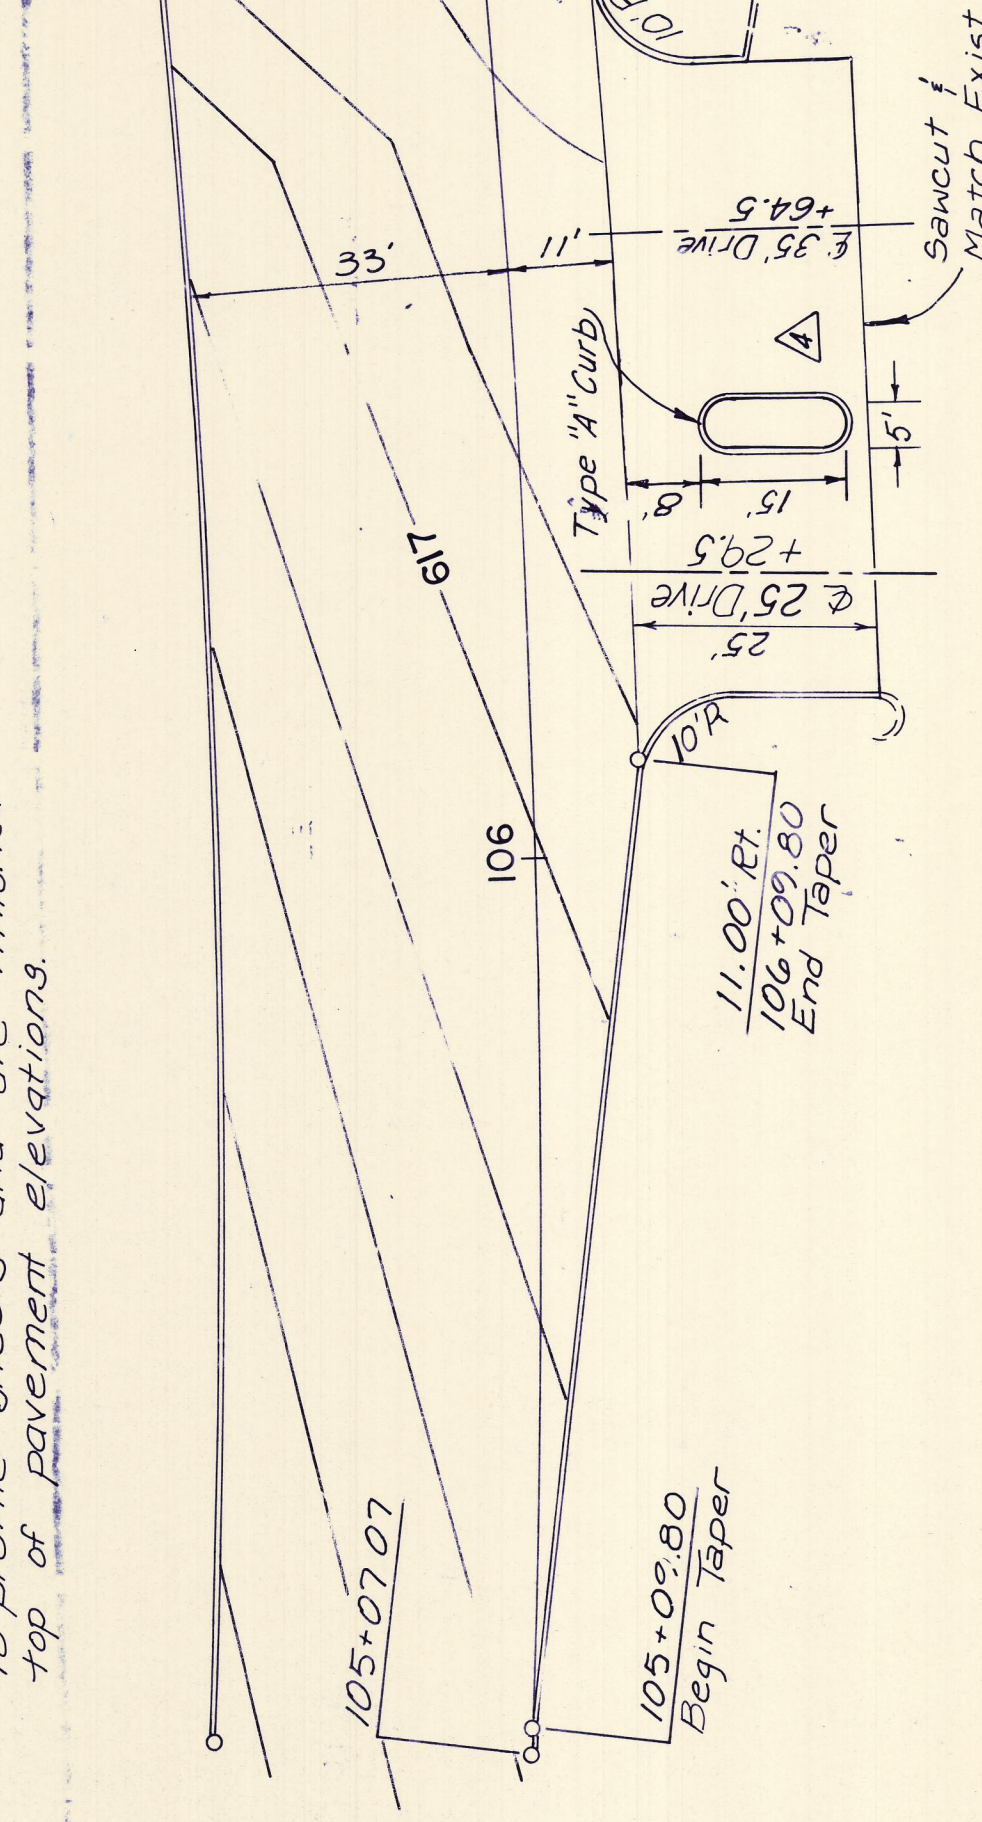 top of pavement elevations.
33'
11'
10'R
Sawcut &
Match Exist
℄ 35' Drive
+64.5
4
Type "A" Curb
8'
15'
5'
℄ 25' Drive
+29.5
25'
617
106
10'R
11.00' Rt.
106+09.80
End Taper
105+07.07
105+09.80
Begin Taper